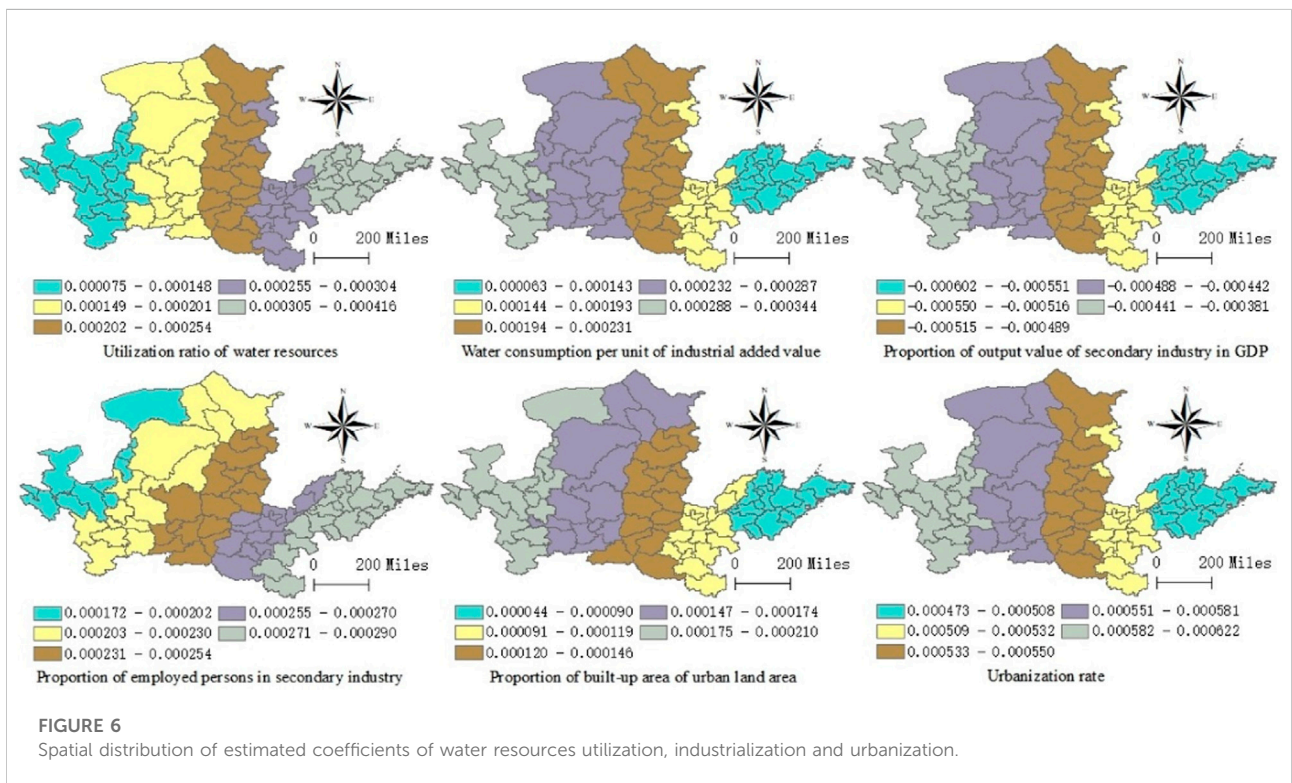 N
W E
S
0 200 Miles
0.000075 - 0.000148
0.000149 - 0.000201
0.000202 - 0.000254
0.000255 - 0.000304
0.000305 - 0.000416
Utilization ratio of water resources
N
W E
S
0 200 Miles
0.000063 - 0.000143
0.000144 - 0.000193
0.000194 - 0.000231
0.000232 - 0.000287
0.000288 - 0.000344
Water consumption per unit of industrial added value
N
W E
S
0 200 Miles
-0.000602 - -0.000551
-0.000550 - -0.000516
-0.000515 - -0.000489
-0.000488 - -0.000442
-0.000441 - -0.000381
Proportion of output value of secondary industry in GDP
N
W E
S
0 200 Miles
0.000172 - 0.000202
0.000203 - 0.000230
0.000231 - 0.000254
0.000255 - 0.000270
0.000271 - 0.000290
Proportion of employed persons in secondary industry
N
W E
S
0 200 Miles
0.000044 - 0.000090
0.000091 - 0.000119
0.000120 - 0.000146
0.000147 - 0.000174
0.000175 - 0.000210
Proportion of built-up area of urban land area
N
W E
S
0 200 Miles
0.000473 - 0.000508
0.000509 - 0.000532
0.000533 - 0.000550
0.000551 - 0.000581
0.000582 - 0.000622
Urbanization rate
FIGURE 6
Spatial distribution of estimated coefficients of water resources utilization, industrialization and urbanization.